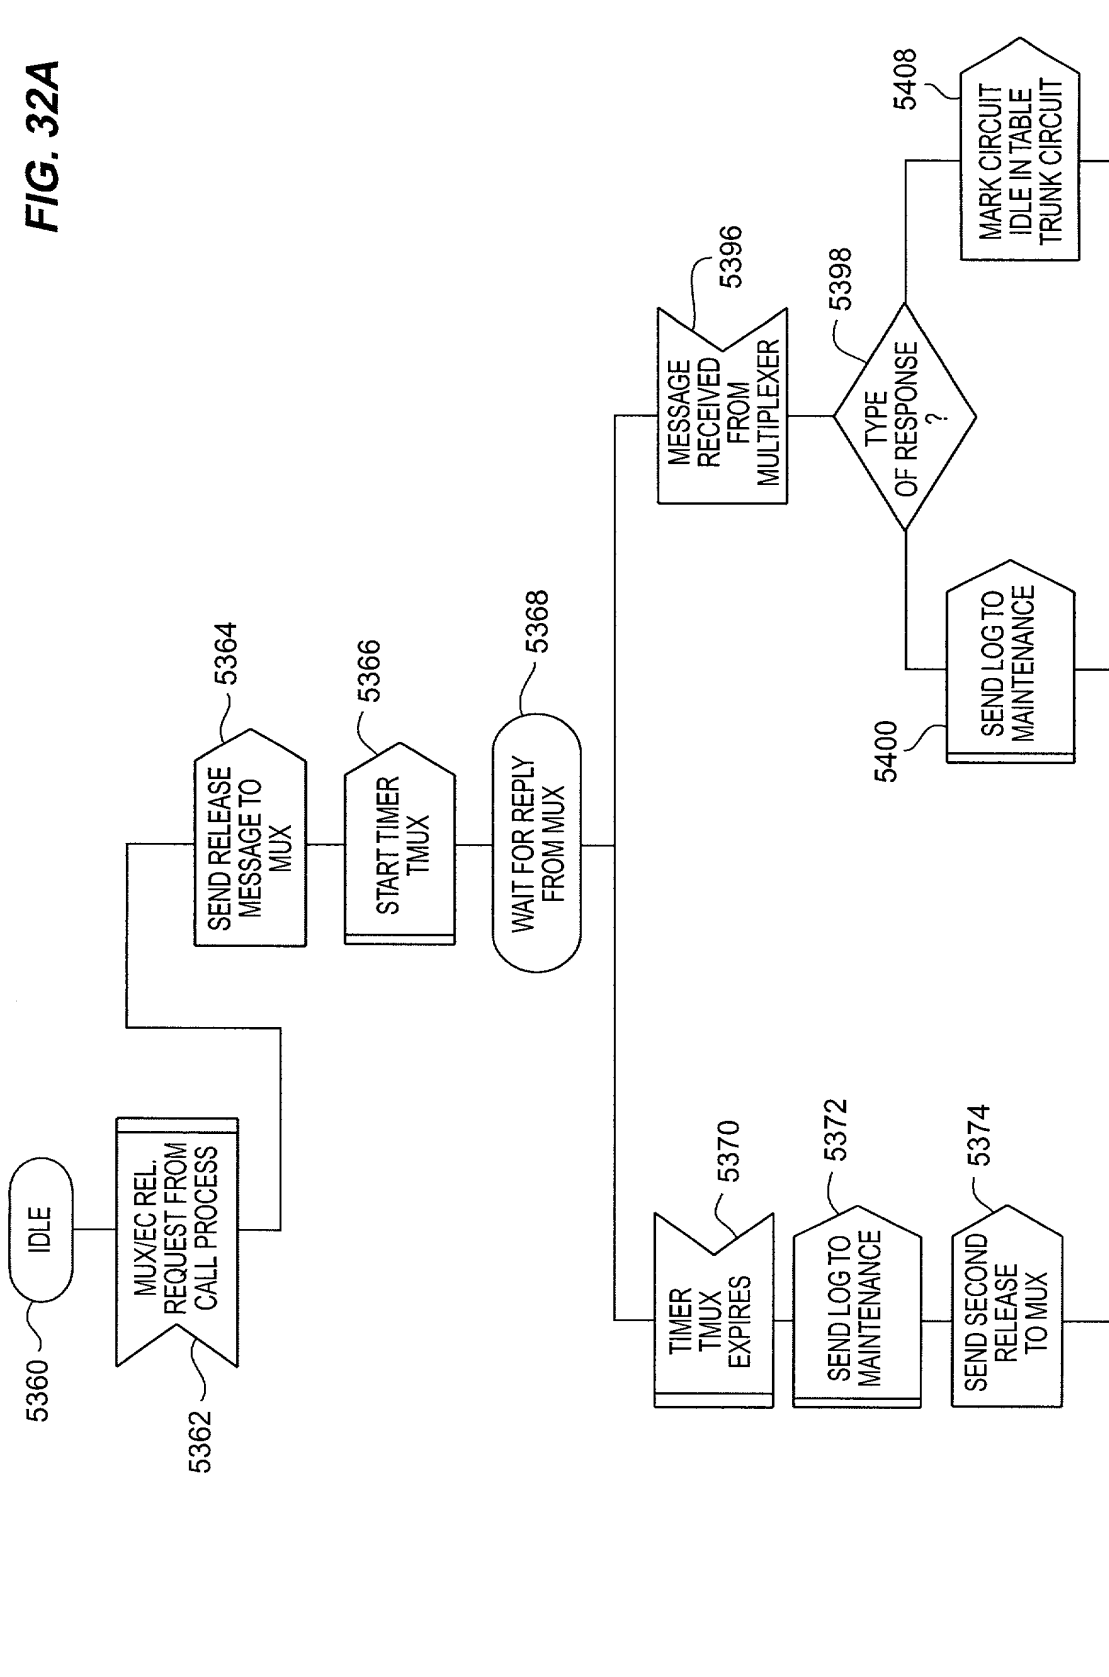 FIG. 32A
5360
IDLE
5362
MUX/EC REL.
REQUEST FROM
CALL PROCESS
SEND RELEASE
MESSAGE TO
MUX
5364
START TIMER
TMUX
5366
WAIT FOR REPLY
FROM MUX
5368
TIMER
TMUX
EXPIRES
5370
SEND LOG TO
MAINTENANCE
5372
SEND SECOND
RELEASE
TO MUX
5374
MESSAGE
RECEIVED
FROM
MULTIPLEXER
5396
TYPE
OF RESPONSE
?
5398
5400
SEND LOG TO
MAINTENANCE
MARK CIRCUIT
IDLE IN TABLE
TRUNK CIRCUIT
5408